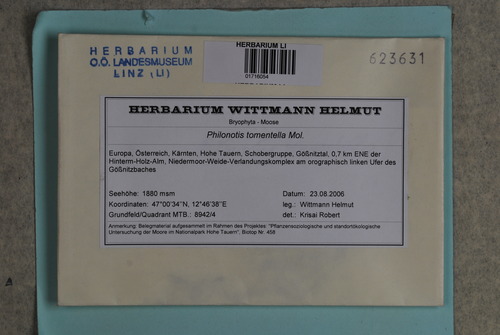 HERBARIUM
O.Ö. LANDESMUSEUM
LINZ (LI)
HERBARIUM LI
01716054
623631
HERBARIUM WITTMANN HELMUT
Bryophyta - Moose
Philonotis tomentella Mol.
Europa, Österreich, Kärnten, Hohe Tauern, Schobergruppe, Gößnitztal, 0,7 km ENE der
Hinterm-Holz-Alm, Niedermoor-Weide-Verlandungskomplex am orographisch linken Ufer des
Gößnitzbaches
Seehöhe: 1880 msm Datum: 23.08.2006
Koordinaten: 47°00'34"N, 12°46'38"E leg.: Wittmann Helmut
Grundfeld/Quadrant MTB.: 8942/4 det.: Krisai Robert
Anmerkung: Belegmaterial aufgesammelt im Rahmen des Projektes: "Pflanzensoziologische und standortökologische
Untersuchung der Moore im Nationalpark Hohe Tauern", Biotop Nr. 458